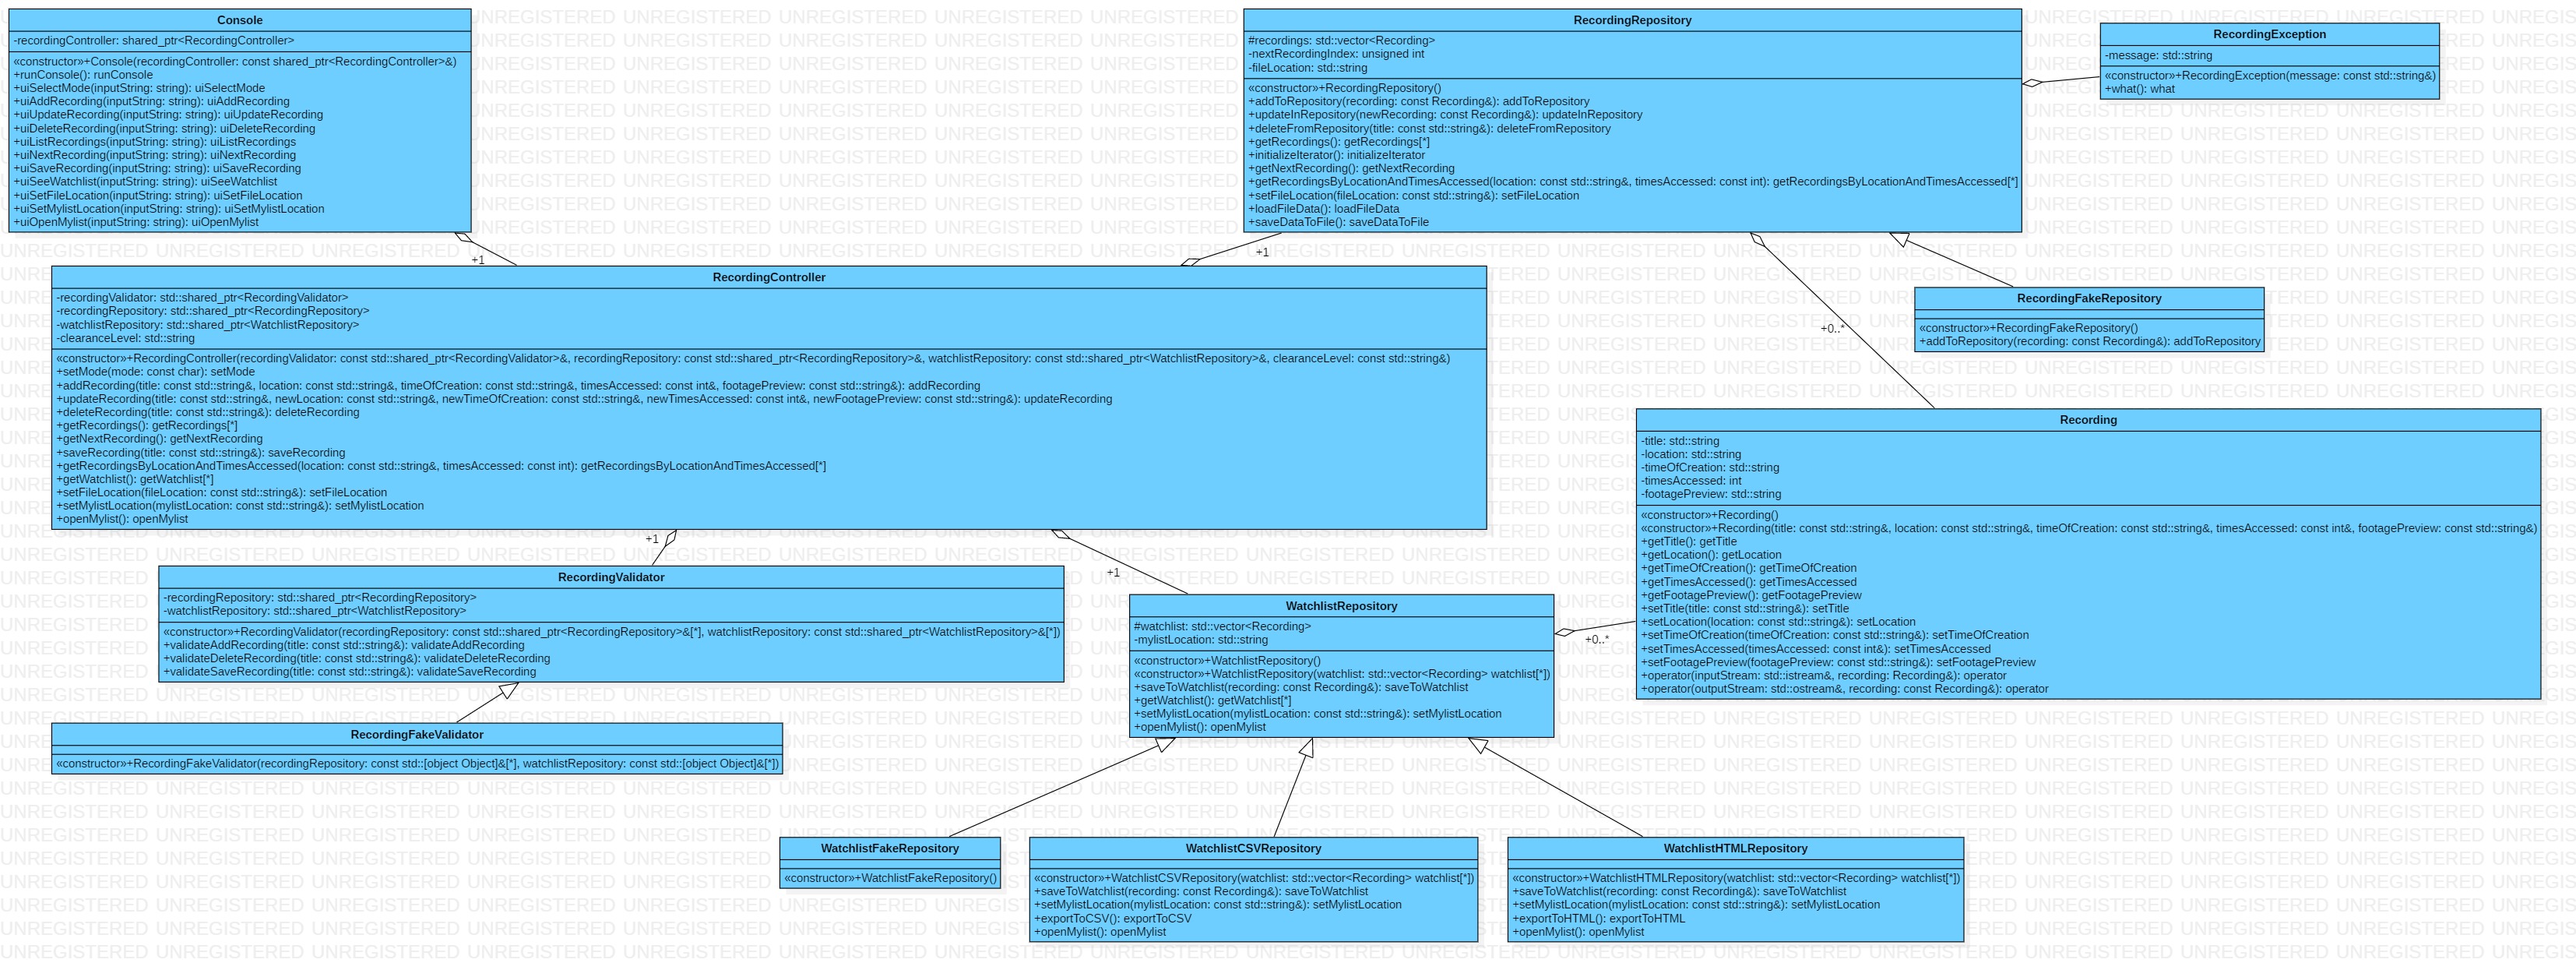 Console
-recordingController: shared_ptr<RecordingController>
«constructor»+Console(recordingController: const shared_ptr<RecordingController>&)
+runConsole(): runConsole
+uiSelectMode(inputString: string): uiSelectMode
+uiAddRecording(inputString: string): uiAddRecording
+uiUpdateRecording(inputString: string): uiUpdateRecording
+uiDeleteRecording(inputString: string): uiDeleteRecording
+uiListRecordings(inputString: string): uiListRecordings
+uiNextRecording(inputString: string): uiNextRecording
+uiSaveRecording(inputString: string): uiSaveRecording
+uiSeeWatchlist(inputString: string): uiSeeWatchlist
+uiSetFileLocation(inputString: string): uiSetFileLocation
+uiSetMylistLocation(inputString: string): uiSetMylistLocation
+uiOpenMylist(inputString: string): uiOpenMylist
RecordingRepository
#recordings: std::vector<Recording>
-nextRecordingIndex: unsigned int
-fileLocation: std::string
«constructor»+RecordingRepository()
+addToRepository(recording: const Recording&): addToRepository
+updateInRepository(newRecording: const Recording&): updateInRepository
+deleteFromRepository(title: const std::string&): deleteFromRepository
+getRecordings(): getRecordings[*]
+initializeIterator(): initializeIterator
+getNextRecording(): getNextRecording
+getRecordingsByLocationAndTimesAccessed(location: const std::string&, timesAccessed: const int): getRecordingsByLocationAndTimesAccessed[*]
+setFileLocation(fileLocation: const std::string&): setFileLocation
+loadFileData(): loadFileData
+saveDataToFile(): saveDataToFile
RecordingException
-message: std::string
«constructor»+RecordingException(message: const std::string&)
+what(): what
+1
+1
RecordingController
-recordingValidator: std::shared_ptr<RecordingValidator>
-recordingRepository: std::shared_ptr<RecordingRepository>
-watchlistRepository: std::shared_ptr<WatchlistRepository>
-clearanceLevel: std::string
«constructor»+RecordingController(recordingValidator: const std::shared_ptr<RecordingValidator>&, recordingRepository: const std::shared_ptr<RecordingRepository>&, watchlistRepository: const std::shared_ptr<WatchlistRepository>&, clearanceLevel: const std::string&)
+setMode(mode: const char): setMode
+addRecording(title: const std::string&, location: const std::string&, timeOfCreation: const std::string&, timesAccessed: const int&, footagePreview: const std::string&): addRecording
+updateRecording(title: const std::string&, newLocation: const std::string&, newTimeOfCreation: const std::string&, newTimesAccessed: const int&, newFootagePreview: const std::string&): updateRecording
+deleteRecording(title: const std::string&): deleteRecording
+getRecordings(): getRecordings[*]
+getNextRecording(): getNextRecording
+saveRecording(title: const std::string&): saveRecording
+getRecordingsByLocationAndTimesAccessed(location: const std::string&, timesAccessed: const int): getRecordingsByLocationAndTimesAccessed[*]
+getWatchlist(): getWatchlist[*]
+setFileLocation(fileLocation: const std::string&): setFileLocation
+setMylistLocation(mylistLocation: const std::string&): setMylistLocation
+openMylist(): openMylist
RecordingFakeRepository
«constructor»+RecordingFakeRepository()
+addToRepository(recording: const Recording&): addToRepository
+0..*
Recording
-title: std::string
-location: std::string
-timeOfCreation: std::string
-timesAccessed: int
-footagePreview: std::string
«constructor»+Recording()
«constructor»+Recording(title: const std::string&, location: const std::string&, timeOfCreation: const std::string&, timesAccessed: const int&, footagePreview: const std::string&)
+getTitle(): getTitle
+getLocation(): getLocation
+getTimeOfCreation(): getTimeOfCreation
+getTimesAccessed(): getTimesAccessed
+getFootagePreview(): getFootagePreview
+setTitle(title: const std::string&): setTitle
+setLocation(location: const std::string&): setLocation
+setTimeOfCreation(timeOfCreation: const std::string&): setTimeOfCreation
+setTimesAccessed(timesAccessed: const int&): setTimesAccessed
+setFootagePreview(footagePreview: const std::string&): setFootagePreview
+operator(inputStream: std::istream&, recording: Recording&): operator
+operator(outputStream: std::ostream&, recording: const Recording&): operator
+1
+1
RecordingValidator
-recordingRepository: std::shared_ptr<RecordingRepository>
-watchlistRepository: std::shared_ptr<WatchlistRepository>
«constructor»+RecordingValidator(recordingRepository: const std::shared_ptr<RecordingRepository>&[*], watchlistRepository: const std::shared_ptr<WatchlistRepository>&[*])
+validateAddRecording(title: const std::string&): validateAddRecording
+validateDeleteRecording(title: const std::string&): validateDeleteRecording
+validateSaveRecording(title: const std::string&): validateSaveRecording
WatchlistRepository
#watchlist: std::vector<Recording>
-mylistLocation: std::string
«constructor»+WatchlistRepository()
«constructor»+WatchlistRepository(watchlist: std::vector<Recording> watchlist[*])
+saveToWatchlist(recording: const Recording&): saveToWatchlist
+getWatchlist(): getWatchlist[*]
+setMylistLocation(mylistLocation: const std::string&): setMylistLocation
+openMylist(): openMylist
+0..*
RecordingFakeValidator
«constructor»+RecordingFakeValidator(recordingRepository: const std::[object Object]&[*], watchlistRepository: const std::[object Object]&[*])
WatchlistFakeRepository
«constructor»+WatchlistFakeRepository()
WatchlistCSVRepository
«constructor»+WatchlistCSVRepository(watchlist: std::vector<Recording> watchlist[*])
+saveToWatchlist(recording: const Recording&): saveToWatchlist
+setMylistLocation(mylistLocation: const std::string&): setMylistLocation
+exportToCSV(): exportToCSV
+openMylist(): openMylist
WatchlistHTMLRepository
«constructor»+WatchlistHTMLRepository(watchlist: std::vector<Recording> watchlist[*])
+saveToWatchlist(recording: const Recording&): saveToWatchlist
+setMylistLocation(mylistLocation: const std::string&): setMylistLocation
+exportToHTML(): exportToHTML
+openMylist(): openMylist
UNREGISTERED